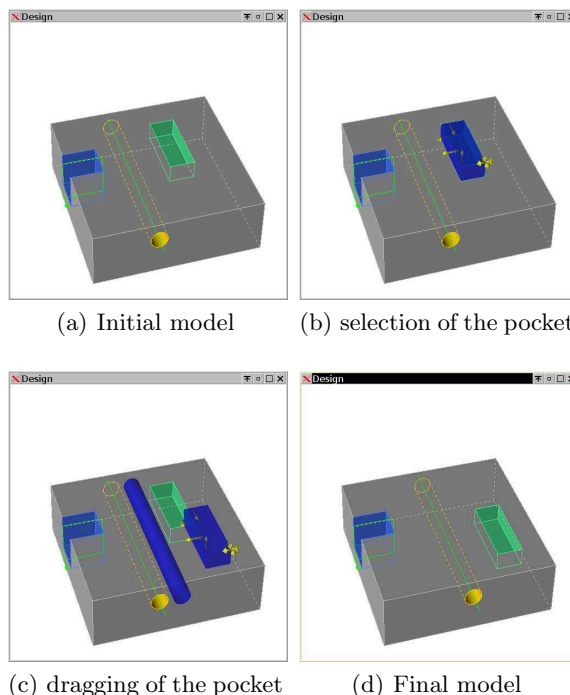 Design
Design
(a) Initial model
(b) selection of the pocket
Design
Design
(c) dragging of the pocket
(d) Final model